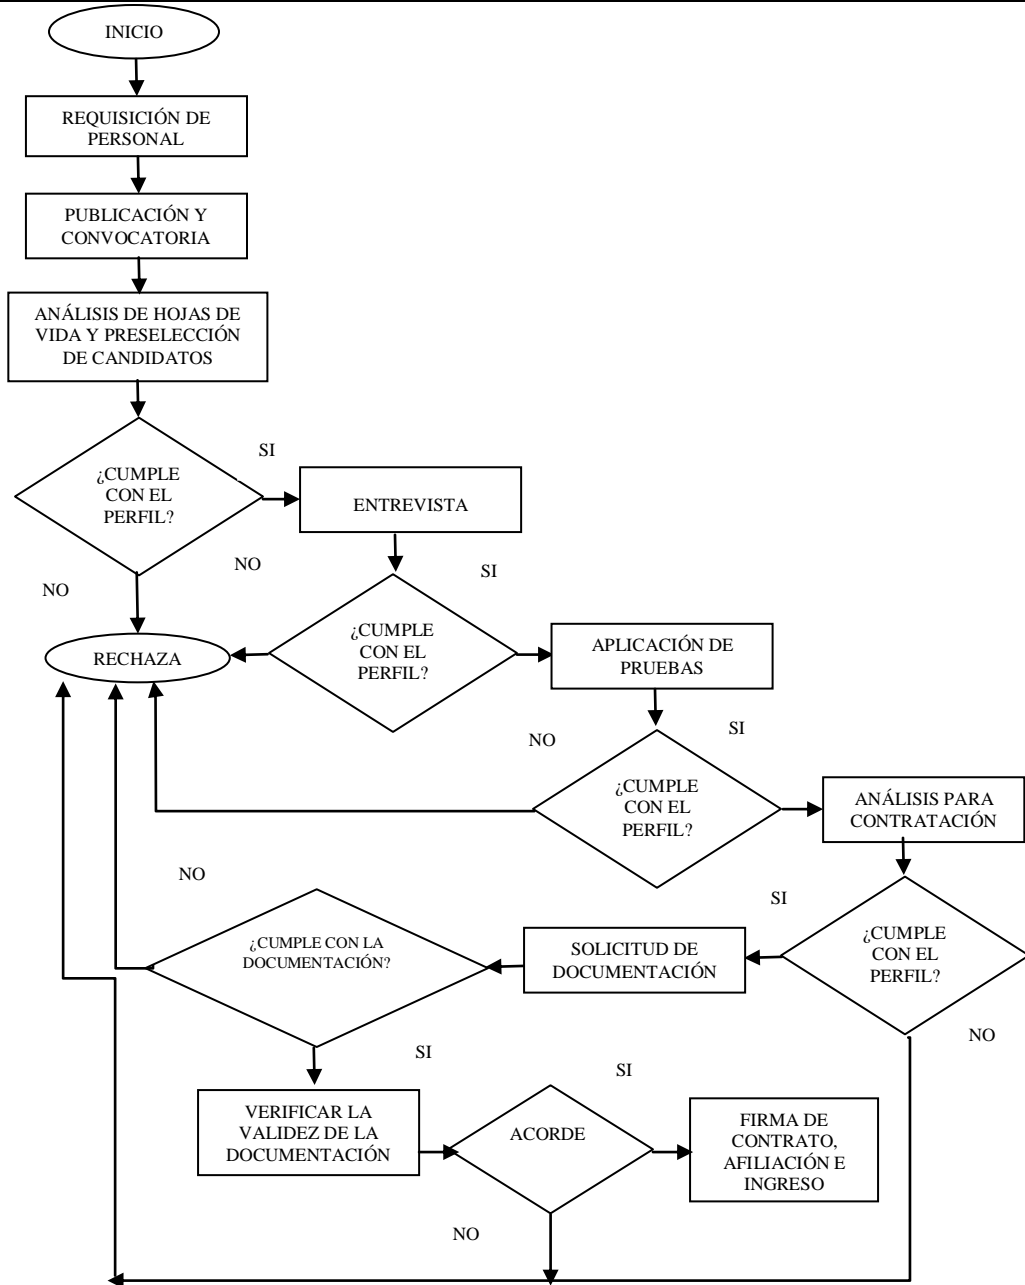 INICIO
REQUISICIÓN DE
PERSONAL
PUBLICACIÓN Y
CONVOCATORIA
ANÁLISIS DE HOJAS DE
VIDA Y PRESELECCIÓN
DE CANDIDATOS
SI
¿CUMPLE
CON EL
PERFIL?
ENTREVISTA
NO
NO
SI
RECHAZA
¿CUMPLE
CON EL
PERFIL?
APLICACIÓN DE
PRUEBAS
NO
SI
¿CUMPLE
CON EL
PERFIL?
ANÁLISIS PARA
CONTRATACIÓN
NO
SI
¿CUMPLE CON LA
DOCUMENTACIÓN?
SOLICITUD DE
DOCUMENTACIÓN
¿CUMPLE
CON EL
PERFIL?
NO
SI
SI
VERIFICAR LA
VALIDEZ DE LA
DOCUMENTACIÓN
ACORDE
FIRMA DE
CONTRATO,
AFILIACIÓN E
INGRESO
NO